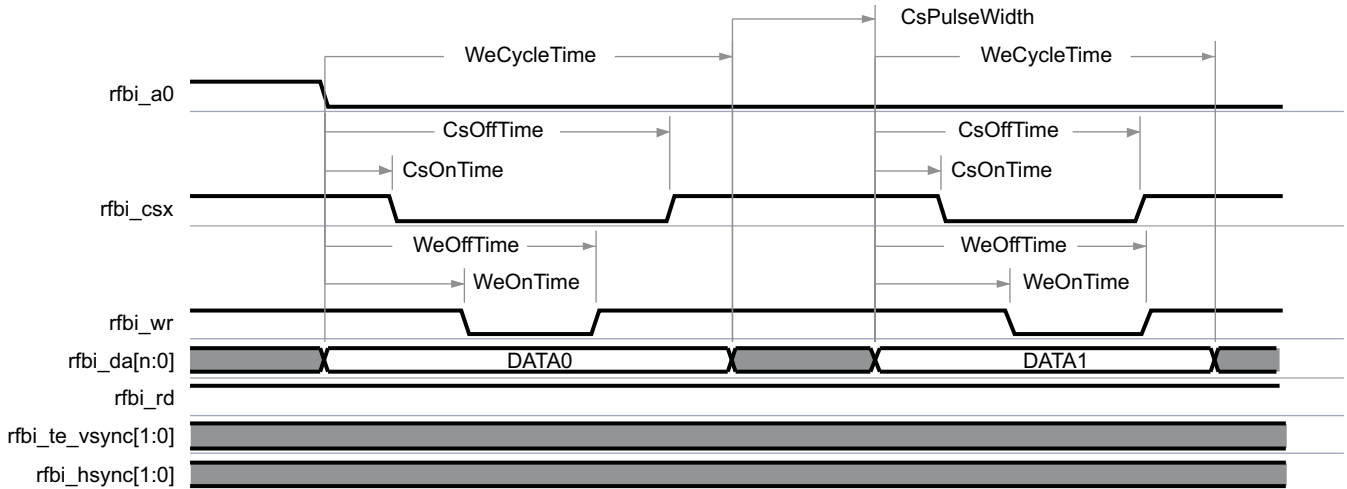 CsPulseWidth
WeCycleTime WeCycleTime
rfbi_a0
CsOffTime CsOffTime
CsOnTime CsOnTime
rfbi_csx
WeOffTime WeOffTime
WeOnTime WeOnTime
rfbi_wr
rfbi_da[n:0] DATA0 DATA1
rfbi_rd
rfbi_te_vsync[1:0]
rfbi_hsync[1:0]